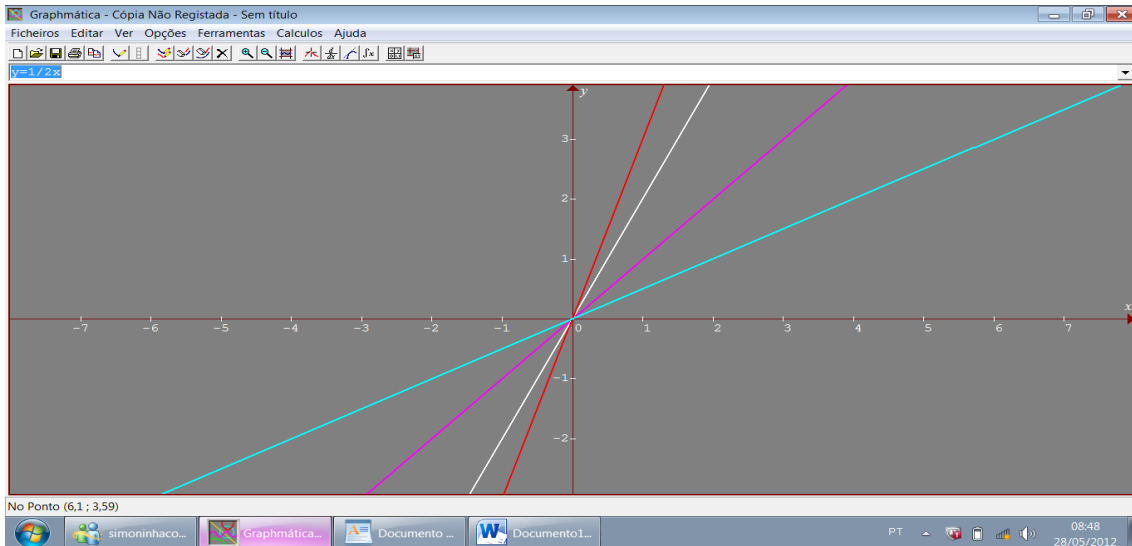 Graphmática - Cópia Não Registada - Sem título
Ficheiros Editar Ver Opções Ferramentas Calculos Ajuda
y=1/2x
y
3
2
1
x
-7 -6 -5 -4 -3 -2 -1 0 1 2 3 4 5 6 7
-1
-2
No Ponto (6,1 ; 3,59)
simoninhaco... Graphmática... Documento ... Documento1... PT 08:48
28/05/2012